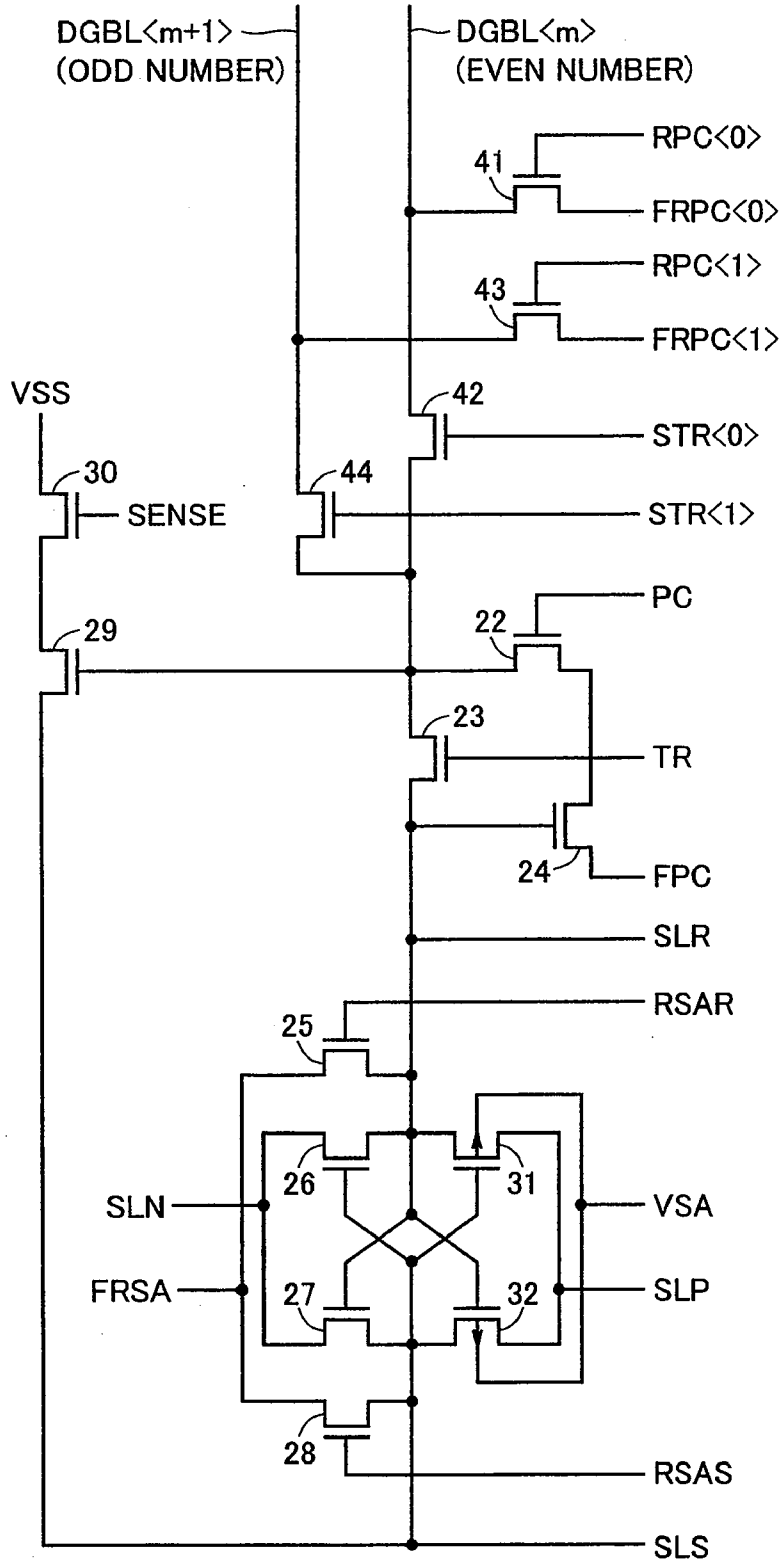 DGBL<m+1>
(ODD NUMBER)
DGBL<m>
(EVEN NUMBER)
RPC<0>
41
FRPC<0>
RPC<1>
43
FRPC<1>
VSS
42
STR<0>
30
44
SENSE
STR<1>
PC
29
22
23
TR
24
FPC
SLR
RSAR
25
26
31
SLN
VSA
FRSA
27
32
SLP
28
RSAS
SLS